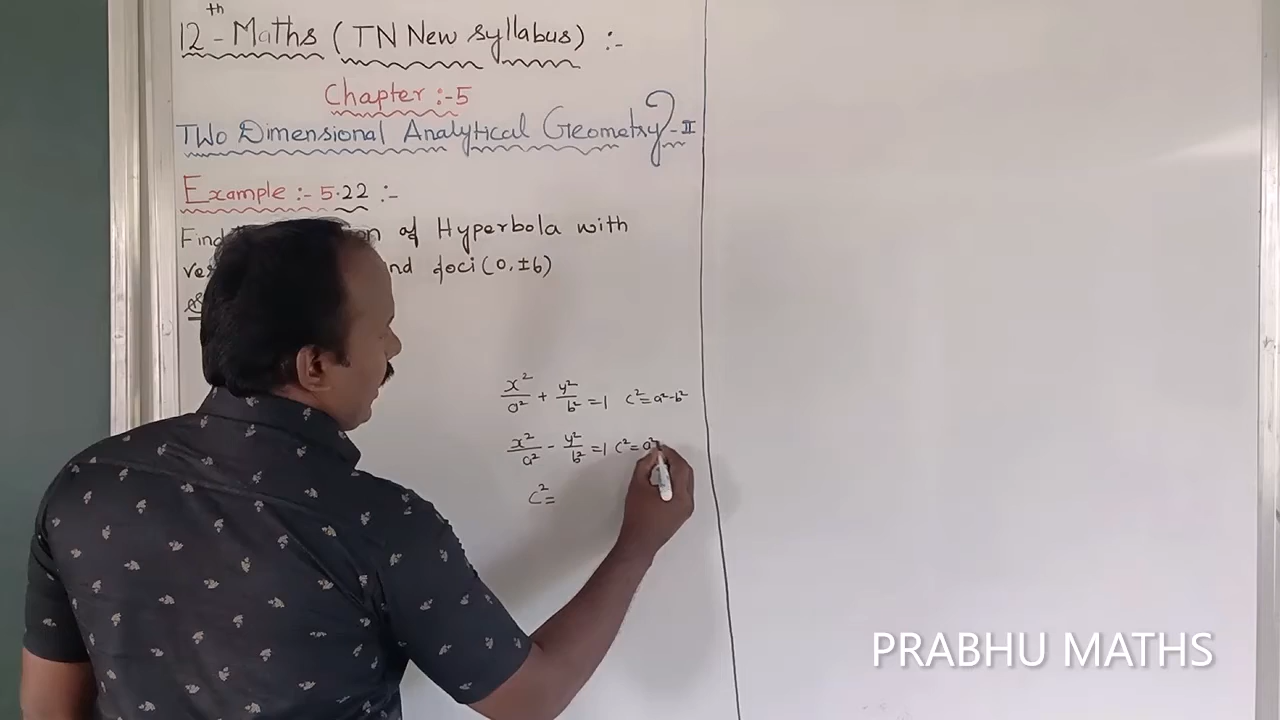 12th - Maths (TN New syllabus) :-
Chapter :- 5
Two Dimensional Analytical Geometry - II
Example :- 5.22 :-
Find of Hyperbola with
foci (0, ±6)
x²/a² + y²/b² = 1 c² = a² - b²
x²/a² - y²/b² = 1 c² = a²
c² =
PRABHU MATHS